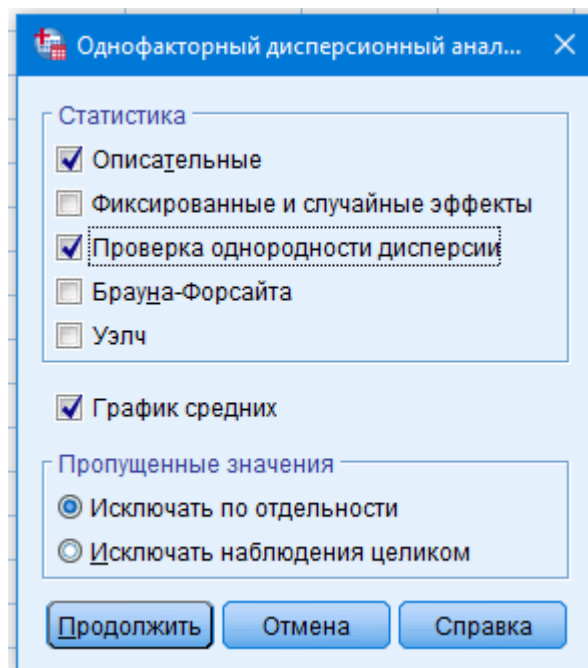 Однофакторный дисперсионный анал...
Статистика
Описательные
Фиксированные и случайные эффекты
Проверка однородности дисперсии
Брауна-Форсайта
Уэлч
График средних
Пропущенные значения
Исключать по отдельности
Исключать наблюдения целиком
Продолжить Отмена Справка